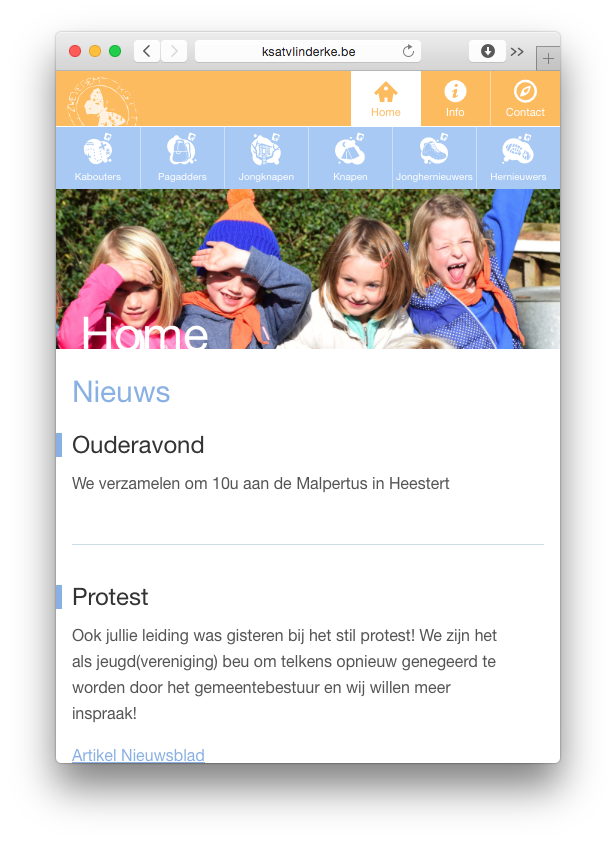 ksatvlinderke.be
Home
Info
Contact
Kabouters
Pagadders
Jongknapen
Knapen
Jonghernieuwers
Hernieuwers
Home
Nieuws
Ouderavond
We verzamelen om 10u aan de Malpertus in Heestert
Protest
Ook jullie leiding was gisteren bij het stil protest! We zijn het
als jeugd(vereniging) beu om telkens opnieuw genegeerd te
worden door het gemeentebestuur en wij willen meer
inspraak!
Artikel Nieuwsblad